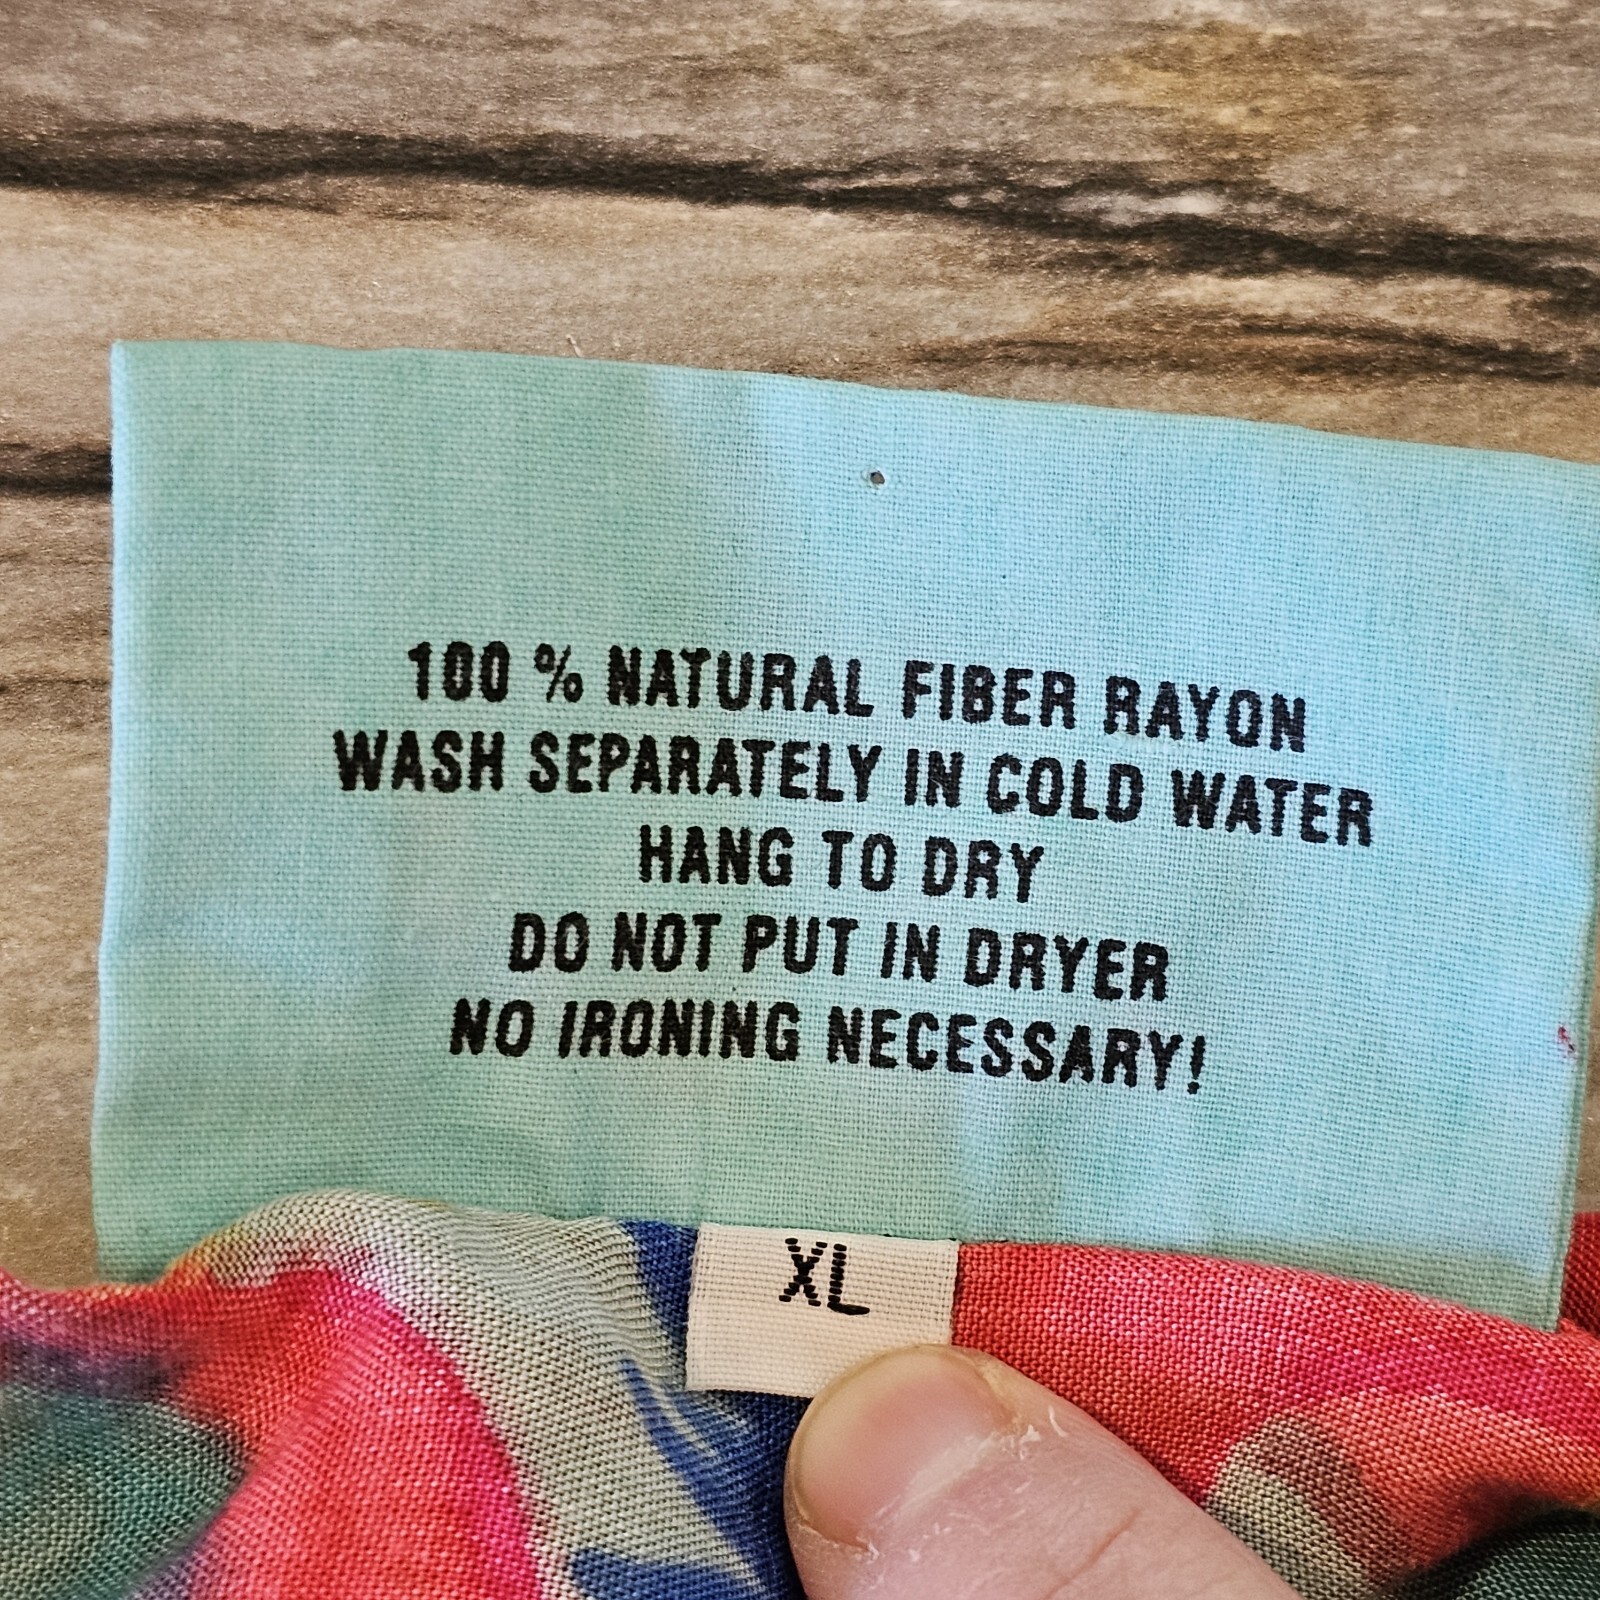 100 % NATURAL FIBER RAYON
WASH SEPARATELY IN COLD WATER
HANG TO DRY
DO NOT PUT IN DRYER
NO IRONING NECESSARY!
XL